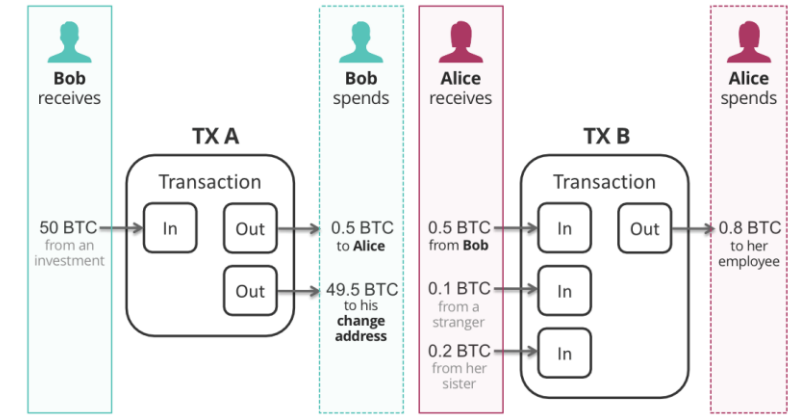 Bob
receives
Bob
spends
Alice
receives
Alice
spends
TX A
Transaction
50 BTC
from an
investment
In
Out
0.5 BTC
to Alice
Out
49.5 BTC
to his
change
address
TX B
Transaction
0.5 BTC
from Bob
In
0.1 BTC
from a
stranger
In
0.2 BTC
from her
sister
In
Out
0.8 BTC
to her
employee